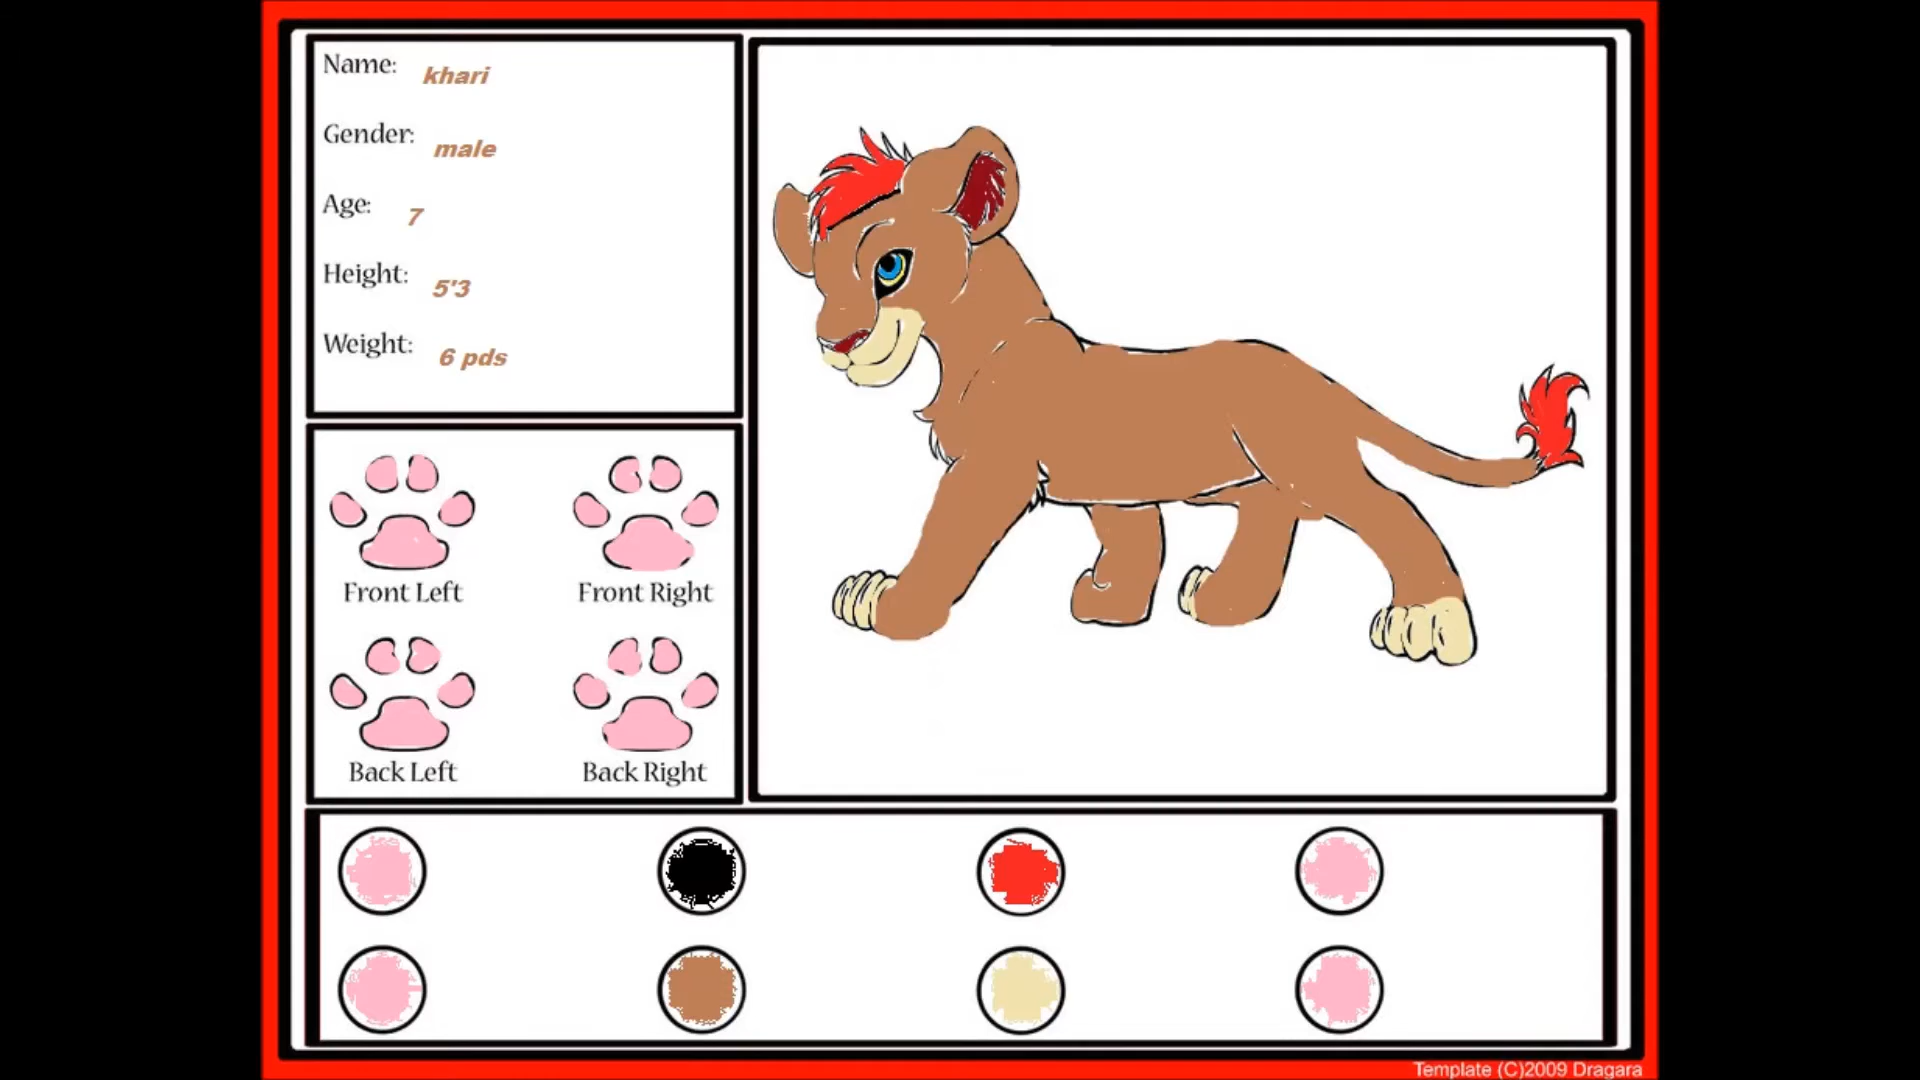 Name: khari
Gender: male
Age: 7
Height: 5'3
Weight: 6 pds
Front Left Front Right
Back Left Back Right
Template (C)2009 Dragara